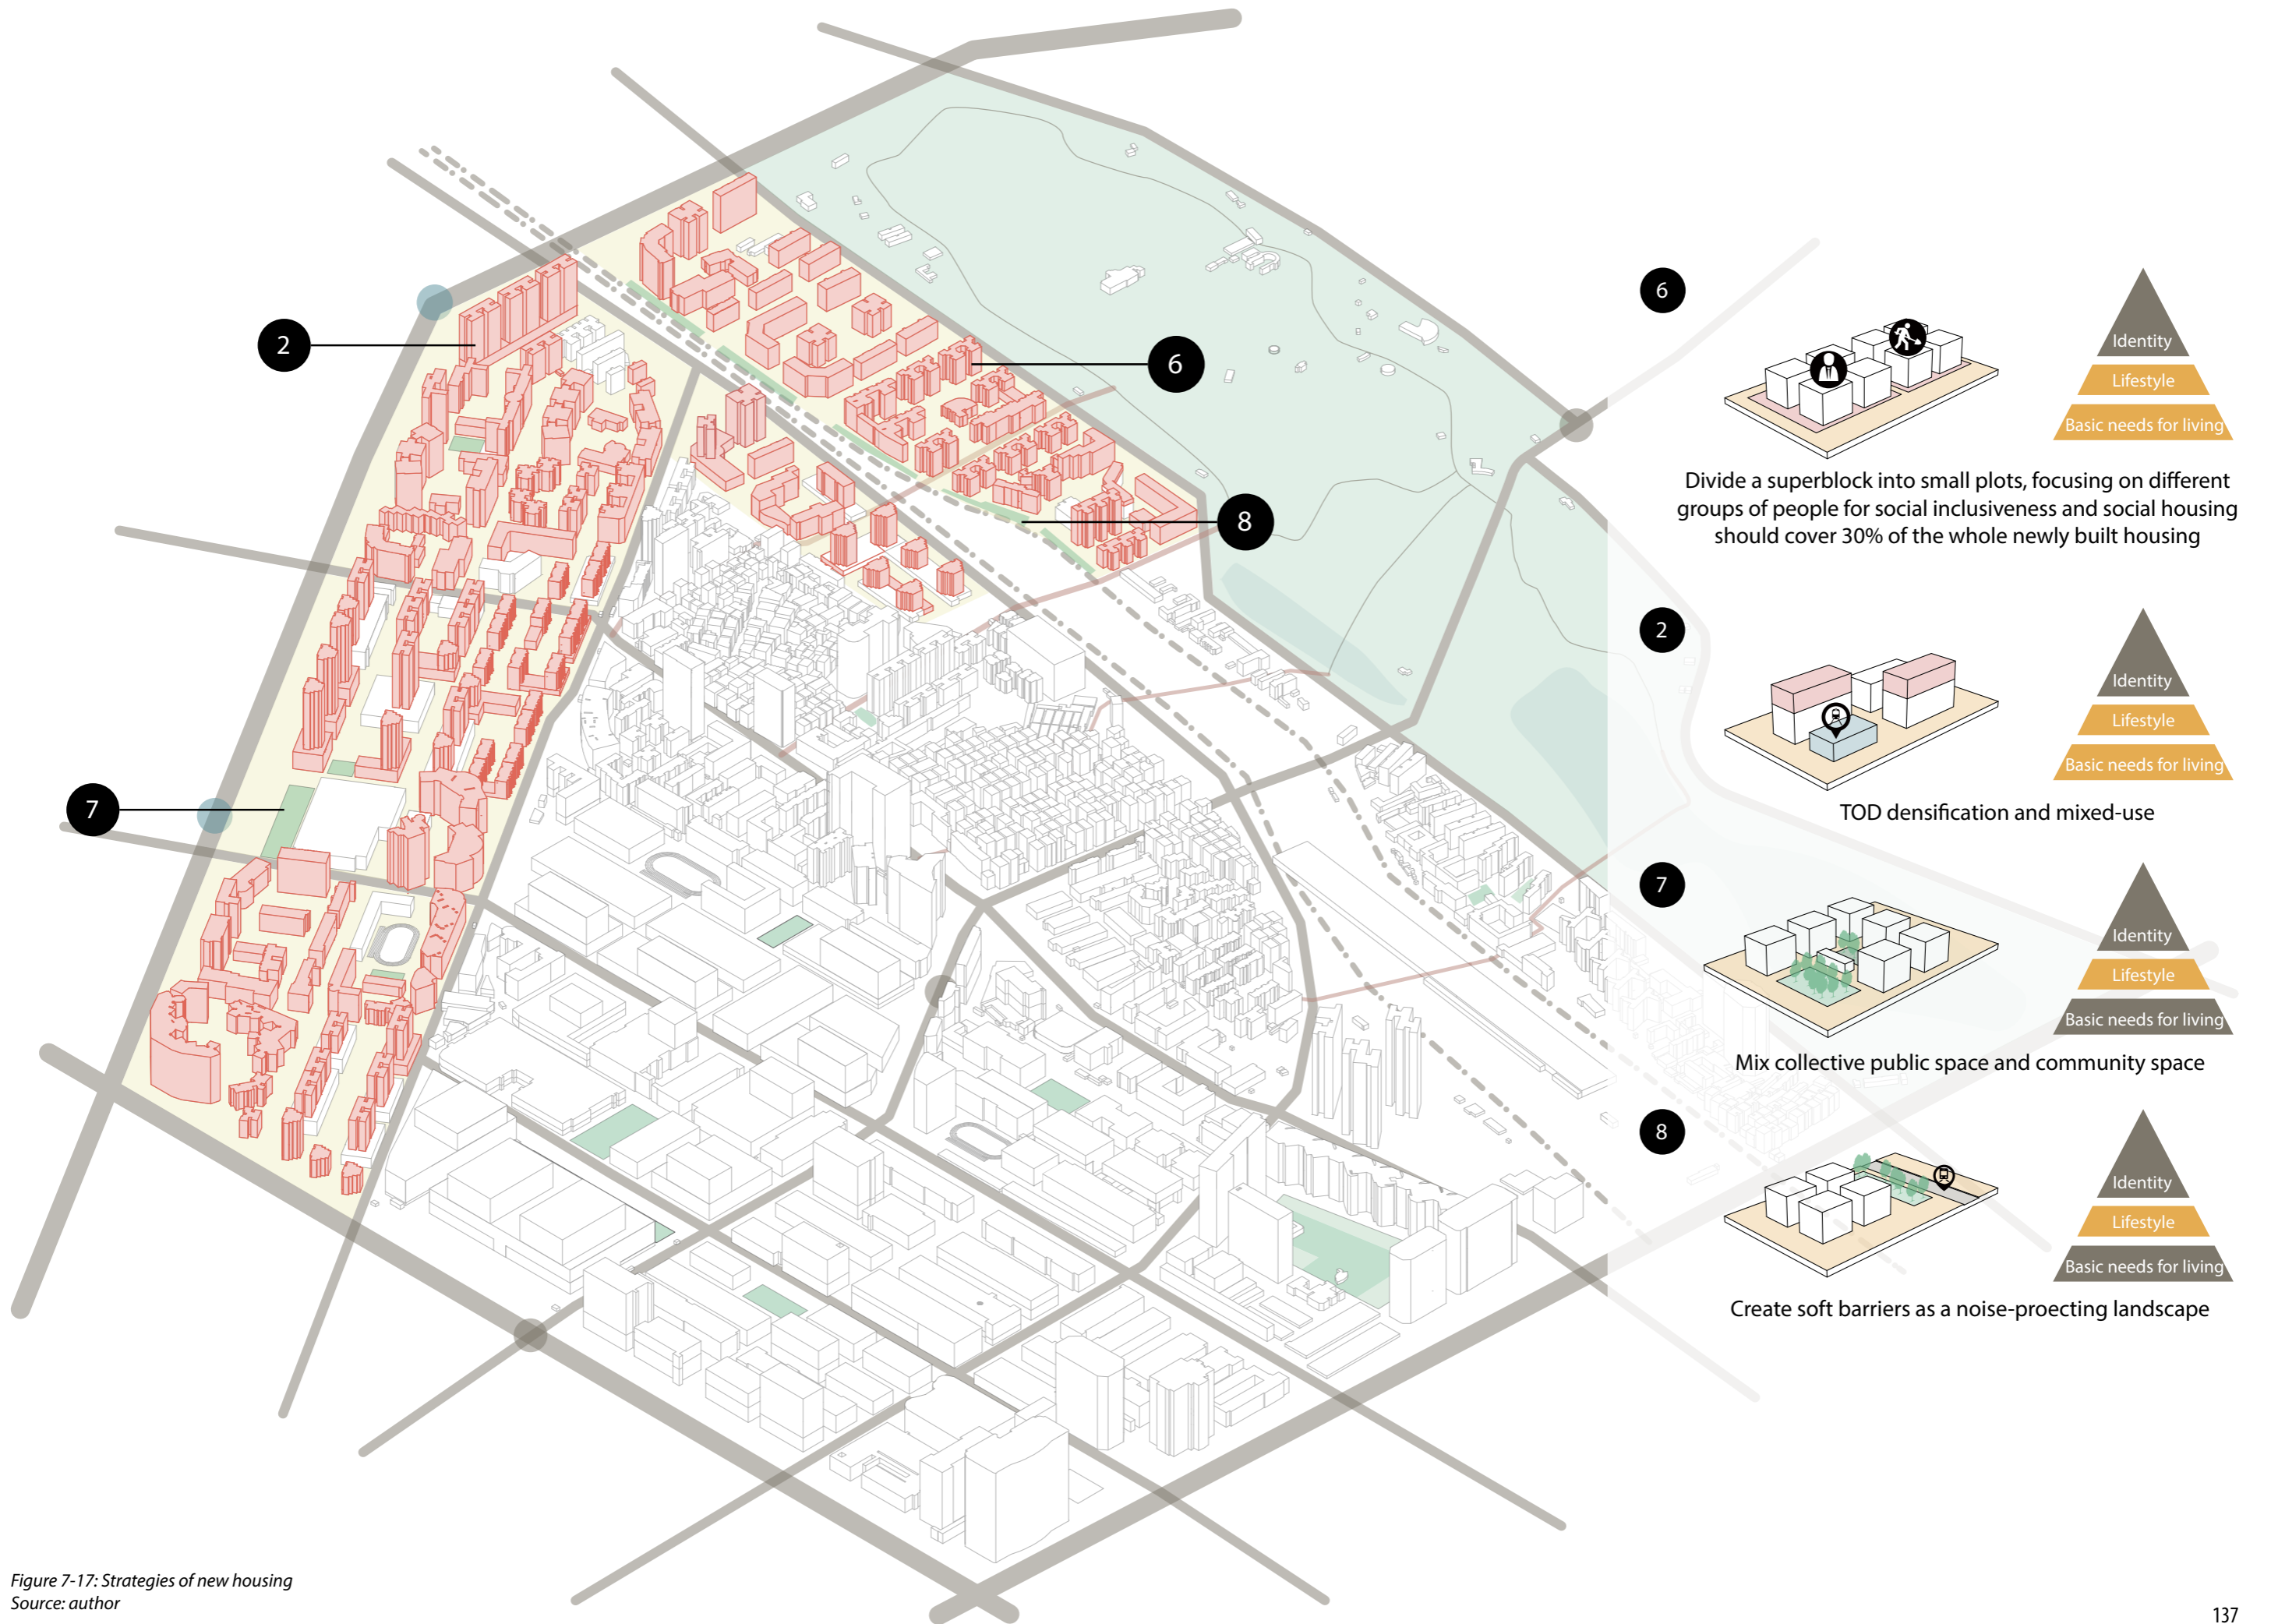 2
6
8
7
6
Identity
Lifestyle
Basic needs for living
Divide a superblock into small plots, focusing on different
groups of people for social inclusiveness and social housing
should cover 30% of the whole newly built housing
2
Identity
Lifestyle
Basic needs for living
TOD densification and mixed-use
7
Identity
Lifestyle
Basic needs for living
Mix collective public space and community space
8
Identity
Lifestyle
Basic needs for living
Create soft barriers as a noise-proecting landscape
Figure 7-17: Strategies of new housing
Source: author
137